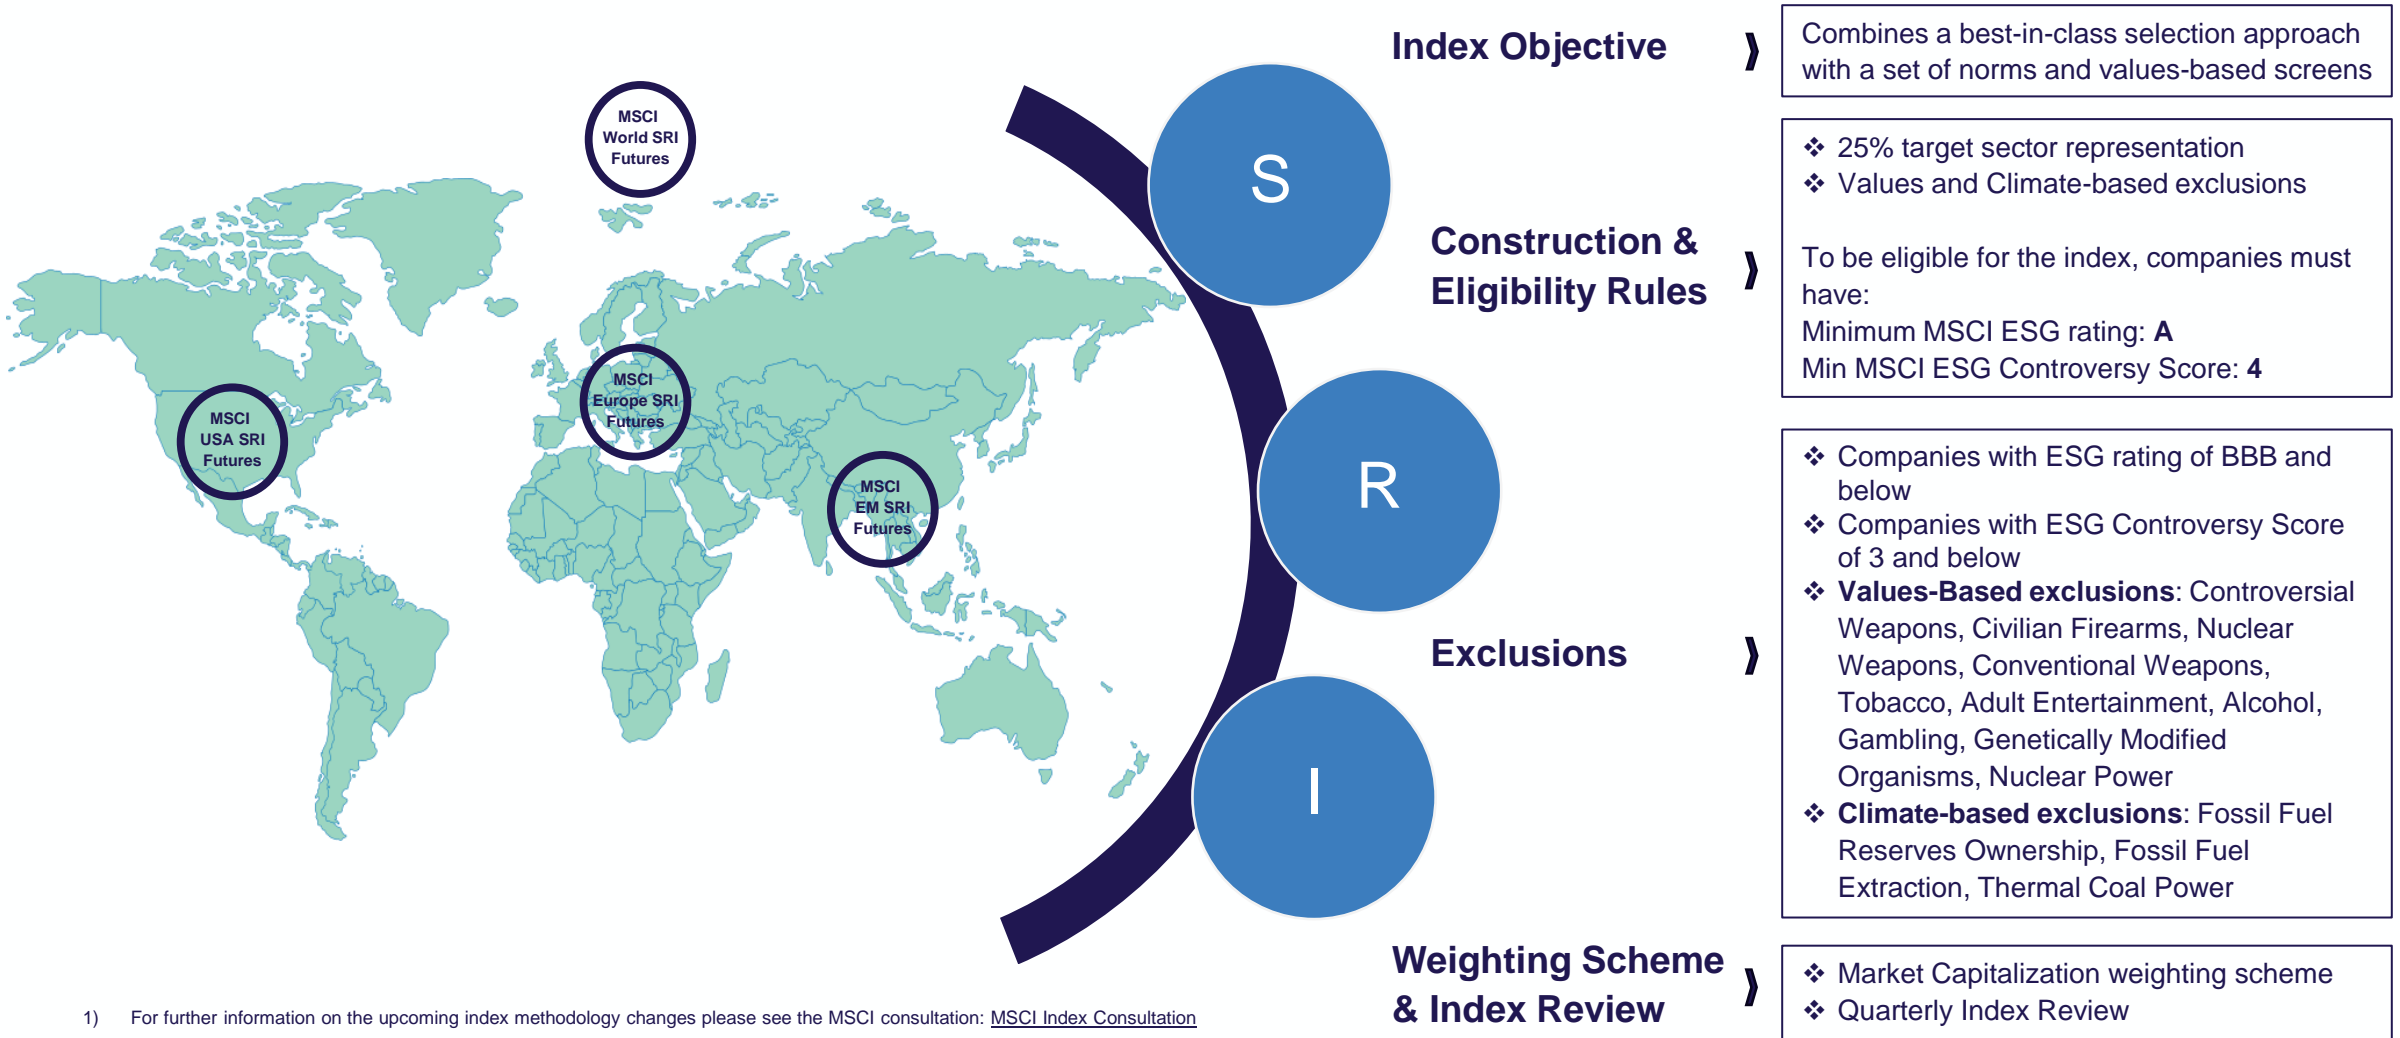 MSCI
World SRI
Futures
MSCI
Europe SRI
Futures
MSCI
USA SRI
Futures
MSCI
EM SRI
Futures
S
R
I
Index Objective
Combines a best-in-class selection approach
with a set of norms and values-based screens
Construction &
Eligibility Rules
❖ 25% target sector representation
❖ Values and Climate-based exclusions
To be eligible for the index, companies must
have:
Minimum MSCI ESG rating: A
Min MSCI ESG Controversy Score: 4
Exclusions
❖ Companies with ESG rating of BBB and
below
❖ Companies with ESG Controversy Score
of 3 and below
❖ Values-Based exclusions: Controversial
Weapons, Civilian Firearms, Nuclear
Weapons, Conventional Weapons,
Tobacco, Adult Entertainment, Alcohol,
Gambling, Genetically Modified
Organisms, Nuclear Power
❖ Climate-based exclusions: Fossil Fuel
Reserves Ownership, Fossil Fuel
Extraction, Thermal Coal Power
Weighting Scheme
& Index Review
❖ Market Capitalization weighting scheme
❖ Quarterly Index Review
1) For further information on the upcoming index methodology changes please see the MSCI consultation: MSCI Index Consultation